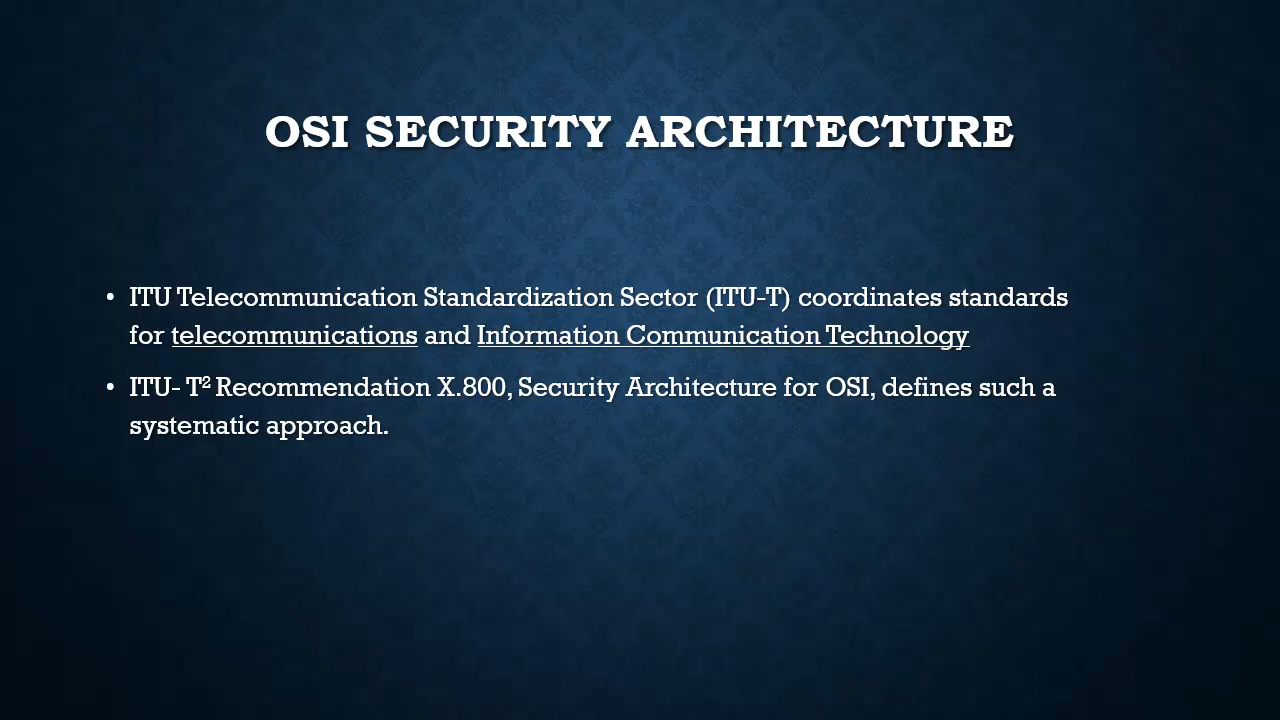 OSI SECURITY ARCHITECTURE
• ITU Telecommunication Standardization Sector (ITU-T) coordinates standards
for telecommunications and Information Communication Technology
• ITU- T² Recommendation X.800, Security Architecture for OSI, defines such a
systematic approach.